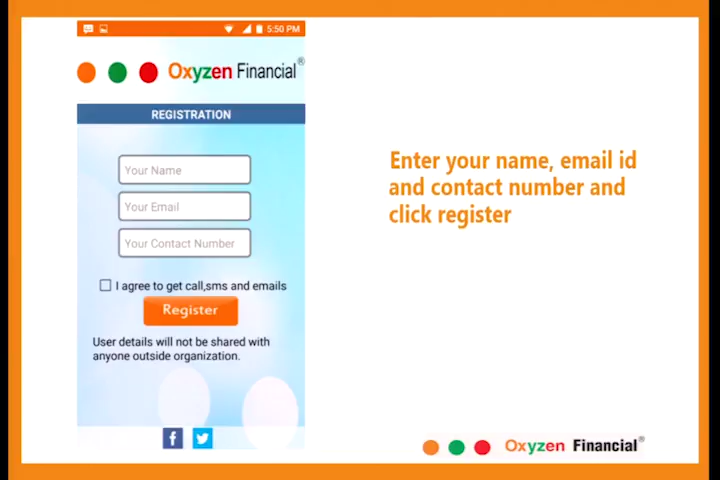 5:50 PM
Oxyzen Financial®
REGISTRATION
Your Name
Your Email
Your Contact Number
I agree to get call,sms and emails
Register
User details will not be shared with
anyone outside organization.
f
Enter your name, email id
and contact number and
click register
Oxyzen Financial®